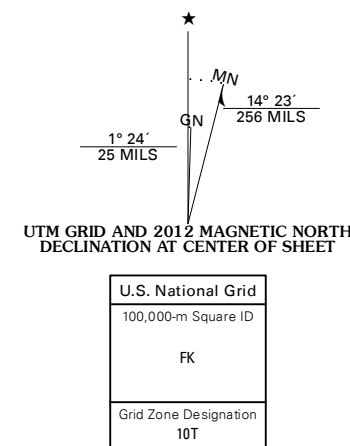 ★
MN
GN
14° 23´
256 MILS
1° 24´
25 MILS
UTM GRID AND 2012 MAGNETIC NORTH
DECLINATION AT CENTER OF SHEET
U.S. National Grid
100,000-m Square ID
FK
Grid Zone Designation
10T